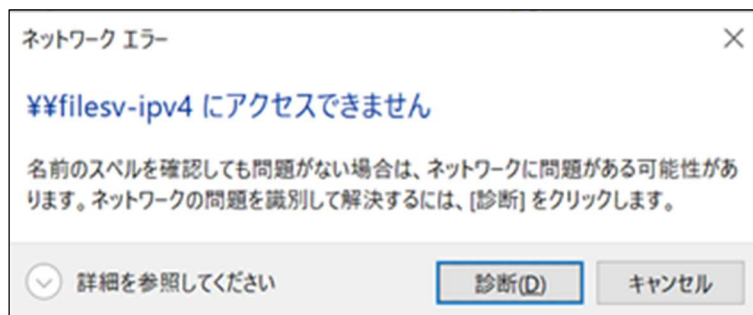 ネットワーク エラー
¥¥filesv-ipv4 にアクセスできません
名前のスペルを確認しても問題がない場合は、ネットワークに問題がある可能性があ
ります。ネットワークの問題を識別して解決するには、[診断] をクリックします。
詳細を参照してください
診断(D)
キャンセル